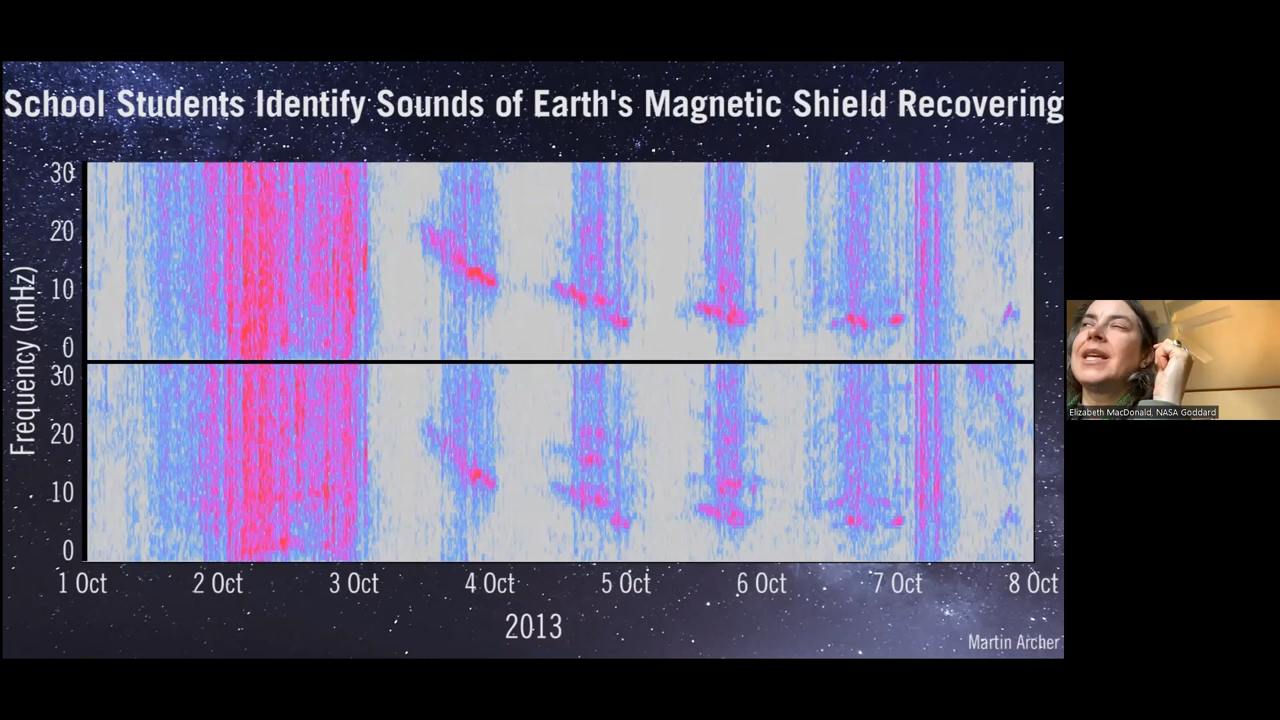 School Students Identify Sounds of Earth's Magnetic Shield Recovering
Frequency (mHz)
30
20
10
0
30
20
10
0
1 Oct 2 Oct 3 Oct 4 Oct 5 Oct 6 Oct 7 Oct 8 Oct
2013
Martin Archer
Elizabeth MacDonald, NASA Goddard